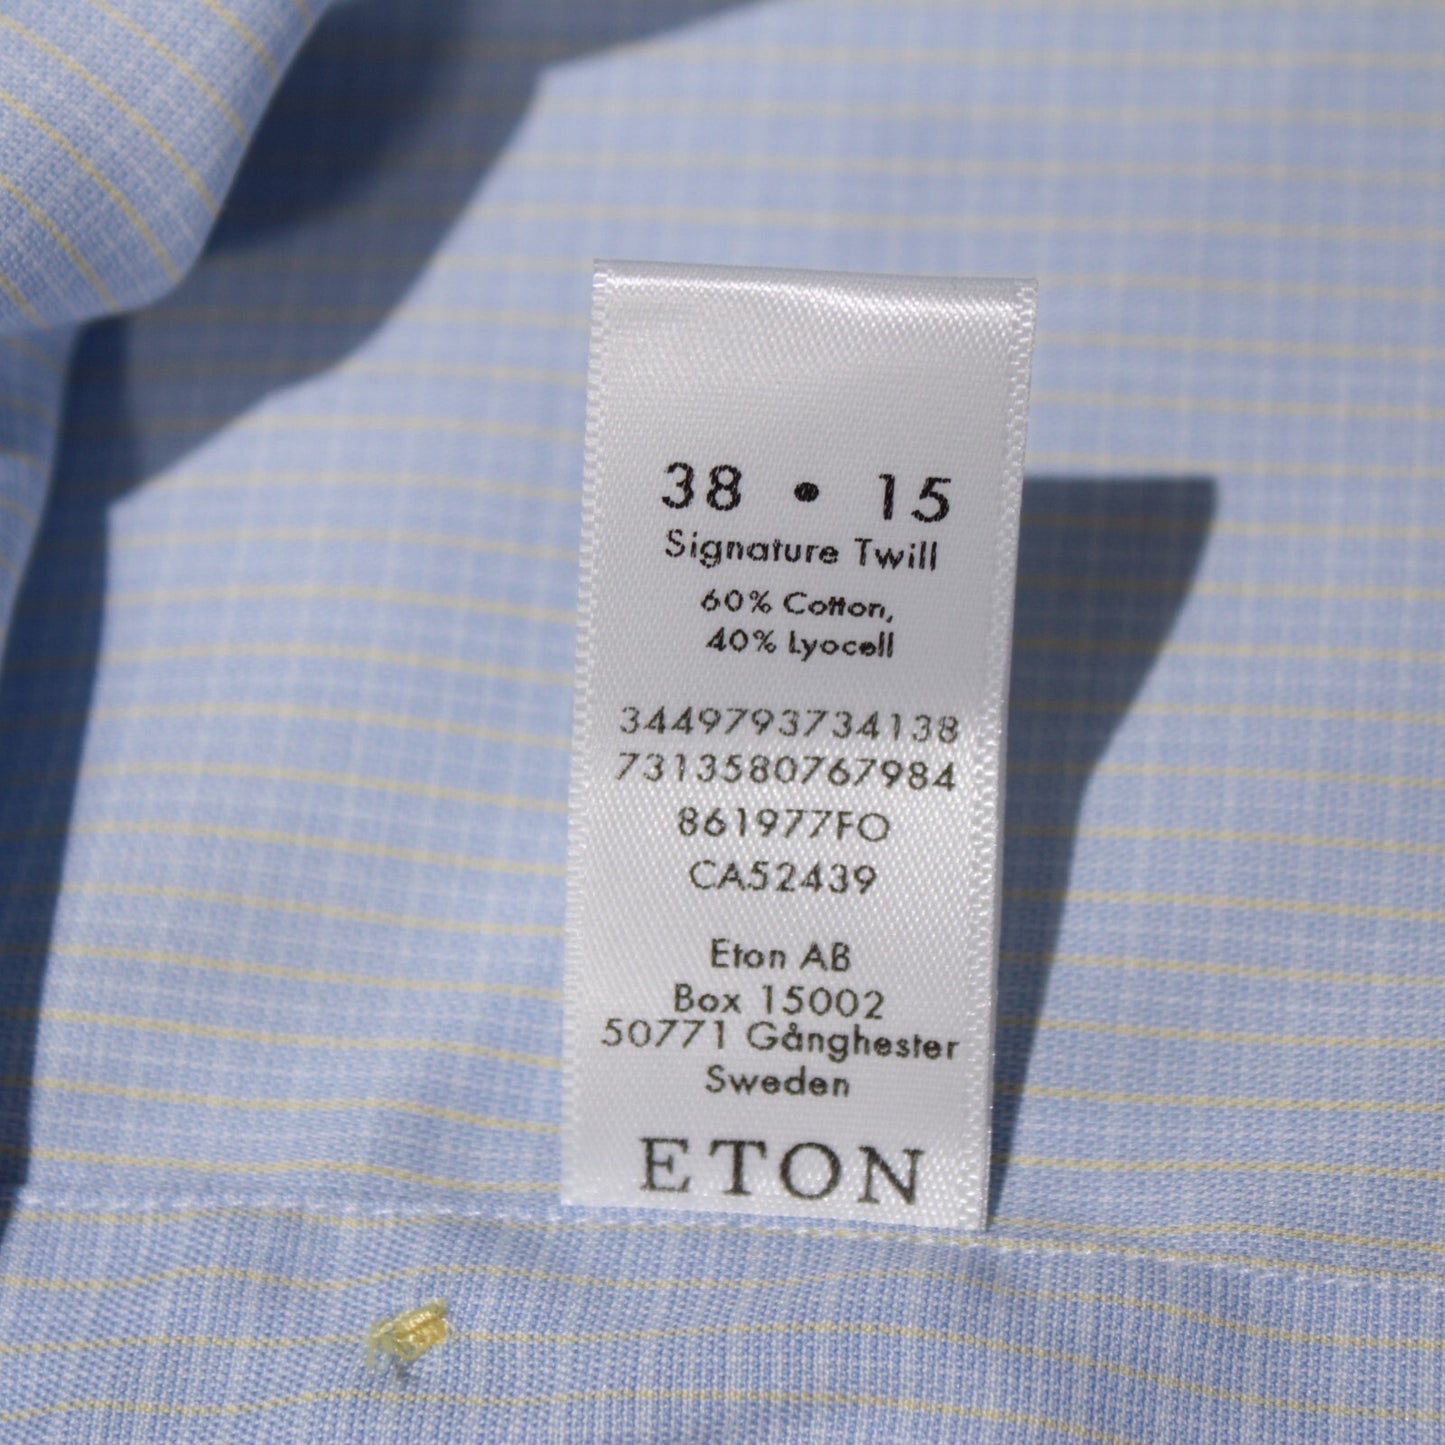 38 • 15
Signature Twill
60% Cotton,
40% Lyocell
3449793734138
7313580767984
861977FO
CA52439
Eton AB
Box 15002
50771 Gånghester
Sweden
ETON